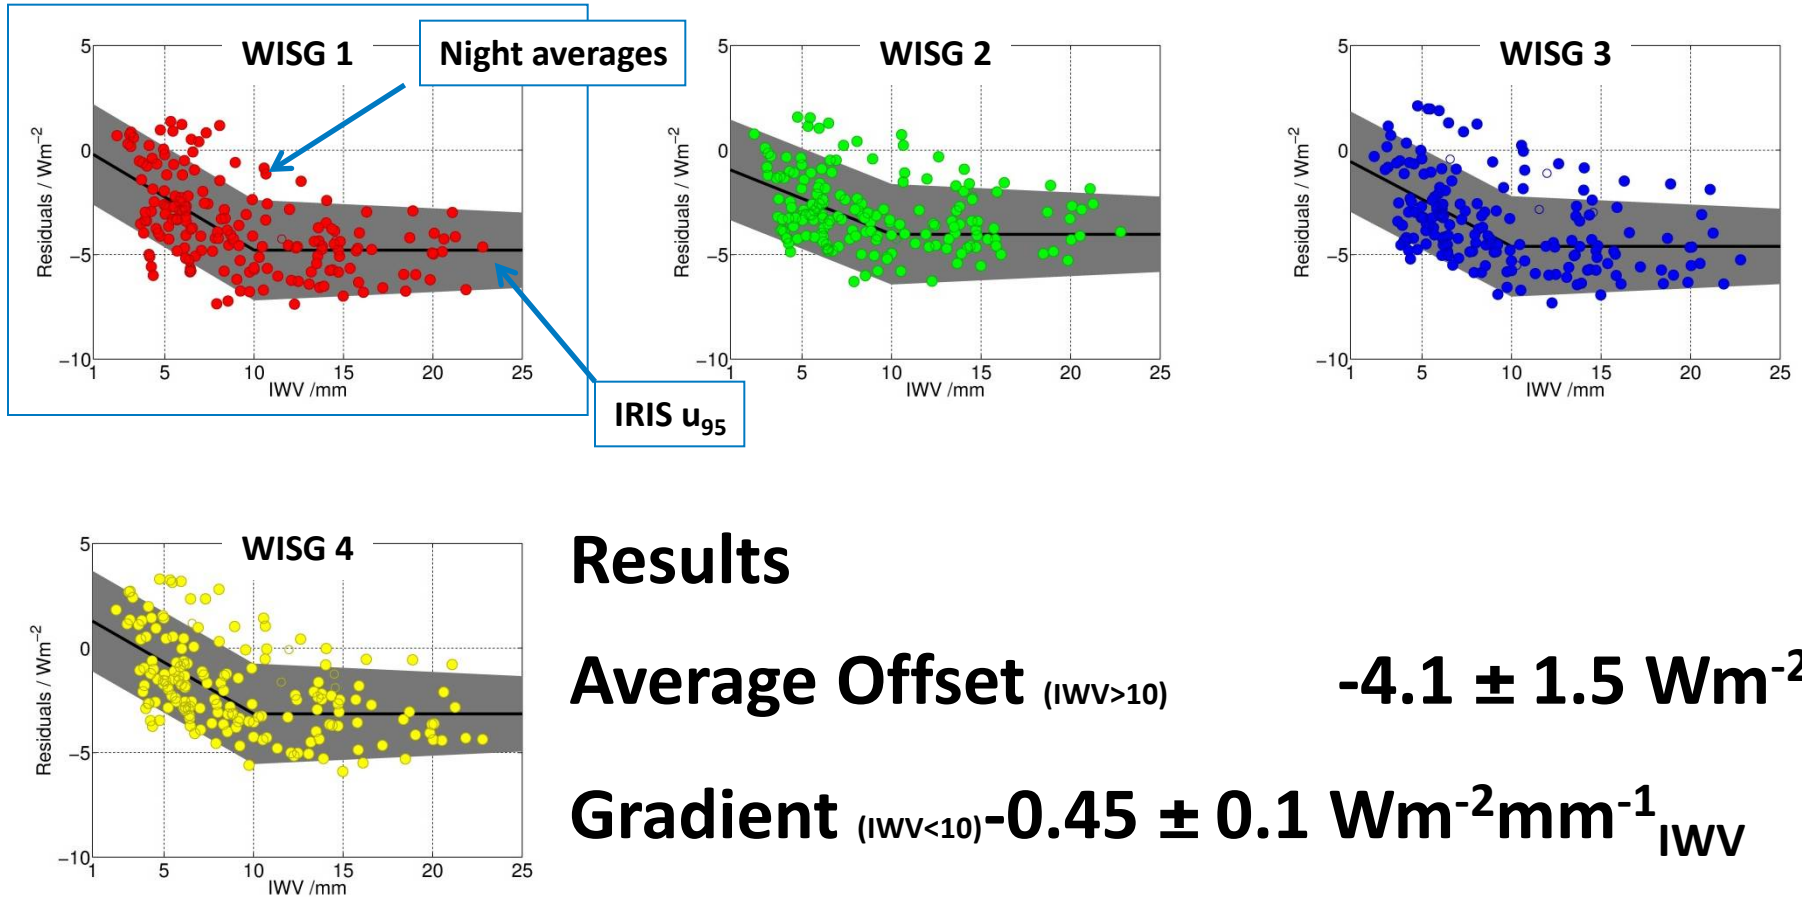 WISG 1
Night averages
5
0
−5
−10
Residuals / Wm−2
1 5 10 15 20 25
IWV /mm
IRIS u95
WISG 2
5
0
−5
−10
Residuals / Wm−2
1 5 10 15 20 25
IWV /mm
WISG 3
5
0
−5
−10
Residuals / Wm−2
1 5 10 15 20 25
IWV /mm
WISG 4
5
0
−5
−10
Residuals / Wm−2
1 5 10 15 20 25
IWV /mm
Results
Average Offset (IWV>10) -4.1 ± 1.5 Wm-2
Gradient (IWV<10) -0.45 ± 0.1 Wm-2mm-1IWV